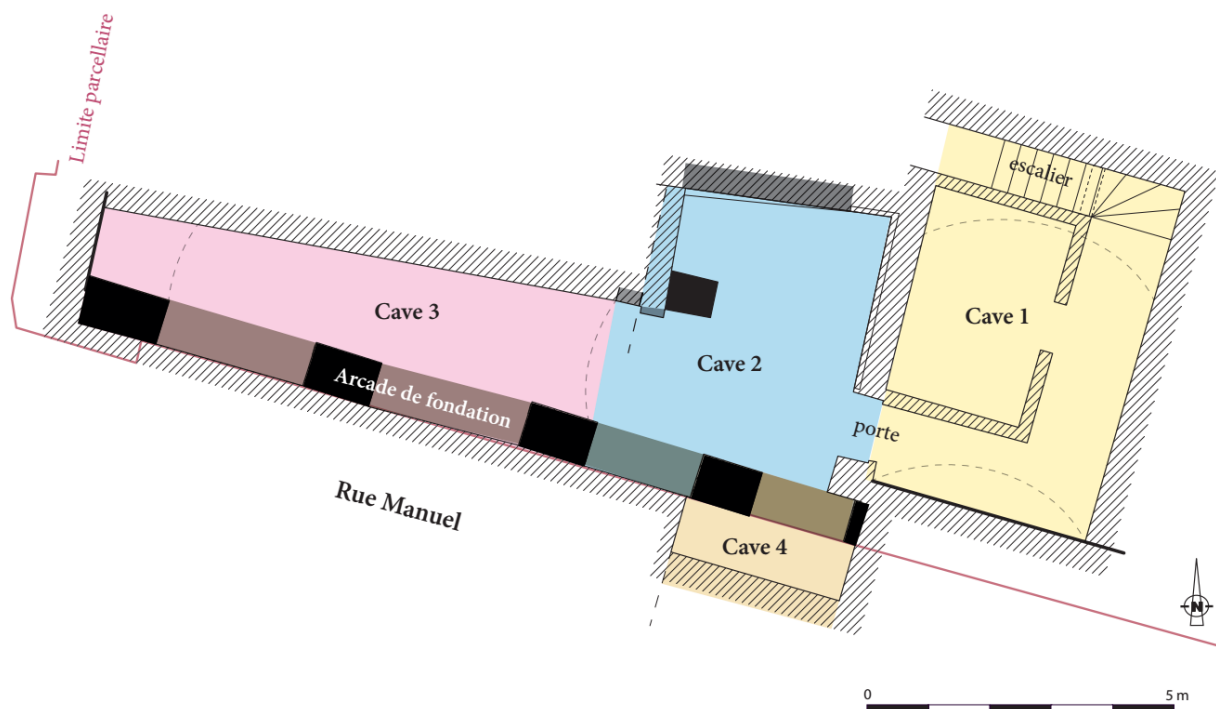 Limite parcellaire
escalier
Cave 3
Cave 1
Cave 2
Arcade de fondation
porte
Rue Manuel
Cave 4
N
0 5 m